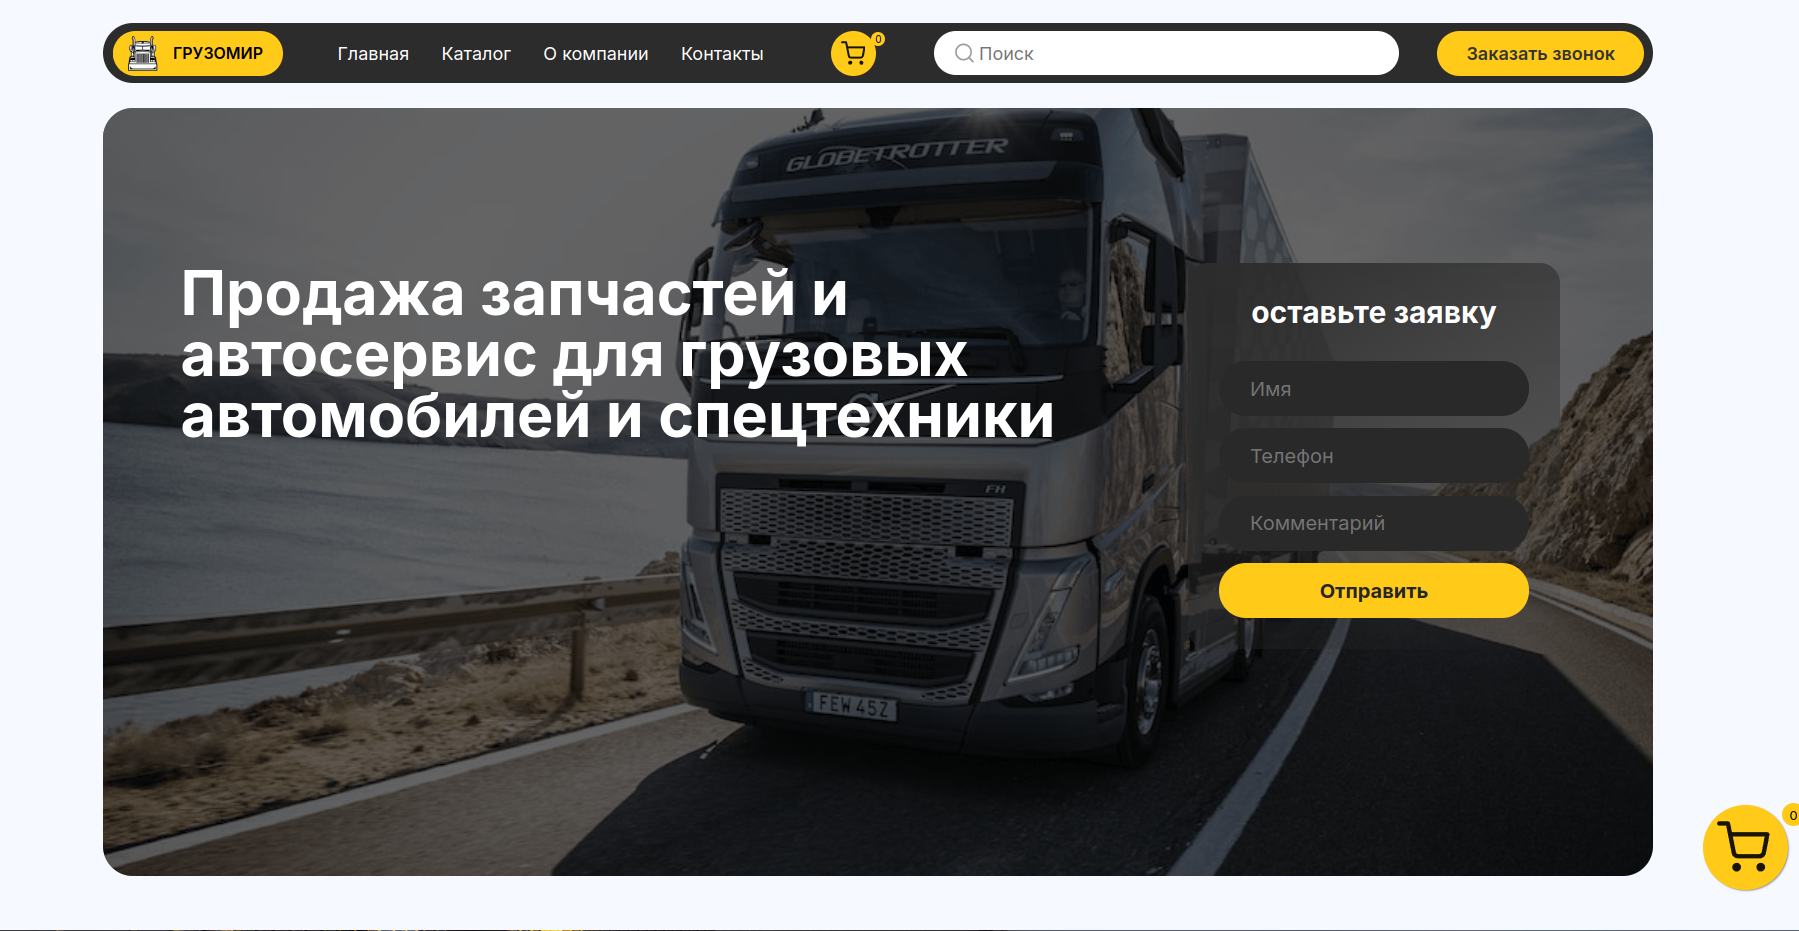 ГРУЗОМИР
Главная
Каталог
О компании
Контакты
0
Поиск
Заказать звонок
GLOBETROTTER
Продажа запчастей и
автосервис для грузовых
автомобилей и спецтехники
оставьте заявку
Имя
Телефон
Комментарий
Отправить
FH
FEW 45Z
0